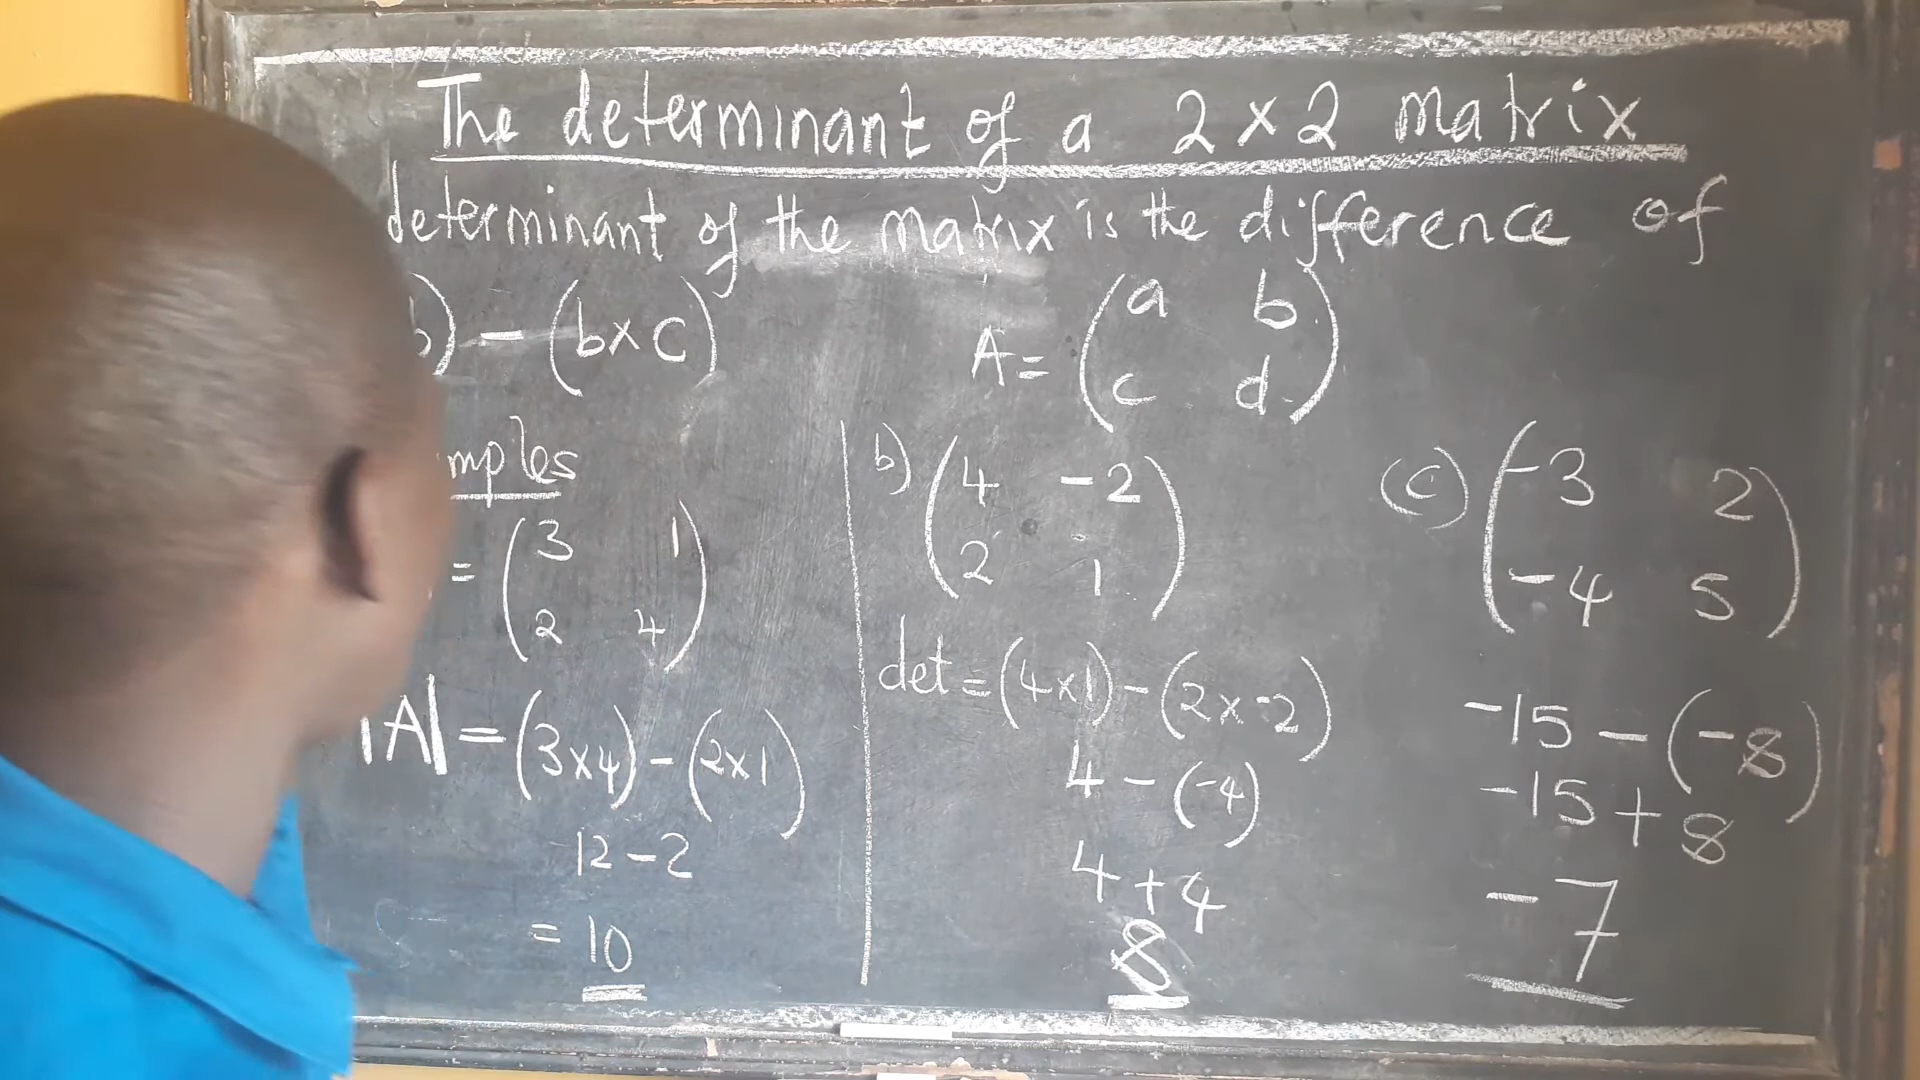 The determinant of a 2 × 2 matrix
determinant of the matrix is the difference of
) - (b×c)
A = (a b
c d)
mples
= (3 1
2 4)
|A| = (3×4) - (2×1)
12 - 2
= 10
b) (4 -2
2 1)
det = (4×1) - (2×-2)
4 - (-4)
4 + 4
8
(c) (-3 2
-4 5)
-15 - (-8)
-15 + 8
-7